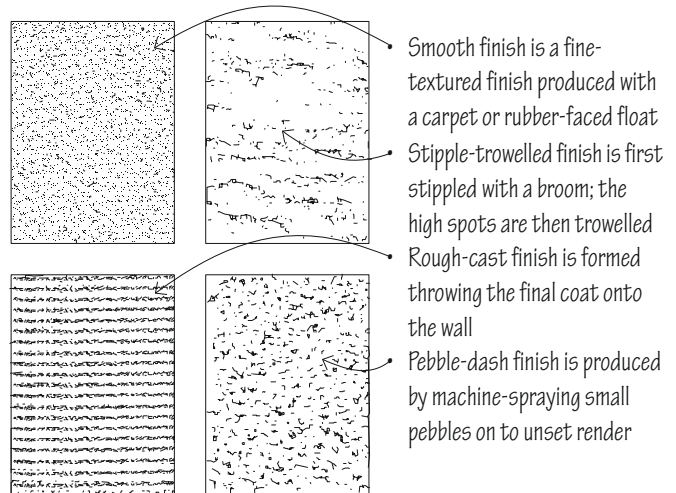 Smooth finish is a fine-
textured finish produced with
a carpet or rubber-faced float
Stipple-trowelled finish is first
stippled with a broom; the
high spots are then trowelled
Rough-cast finish is formed
throwing the final coat onto
the wall
Pebble-dash finish is produced
by machine-spraying small
pebbles on to unset render